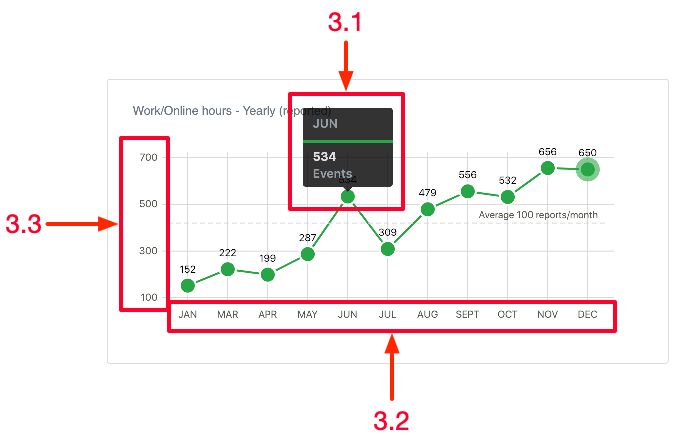 3.1
Work/Online hours - Yearly (reported)
JUN
534
Events
700
500
300
100
3.3
152
222
199
287
534
309
479
556
532
656
650
Average 100 reports/month
JAN
MAR
APR
MAY
JUN
JUL
AUG
SEPT
OCT
NOV
DEC
3.2